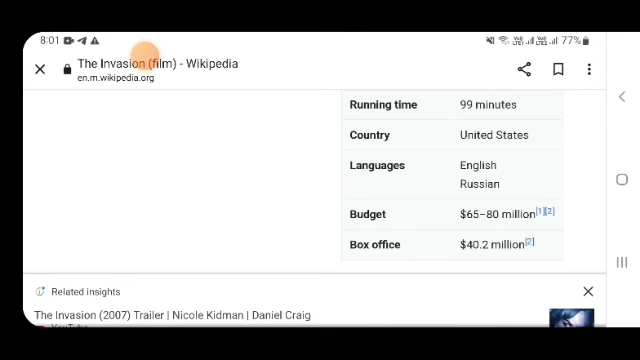 8:01 77%
The Invasion (film) - Wikipedia
en.m.wikipedia.org
Running time 99 minutes
Country United States
Languages English
Russian
Budget $65–80 million[1][2]
Box office $40.2 million[2]
Related insights
The Invasion (2007) Trailer | Nicole Kidman | Daniel Craig
YouTube